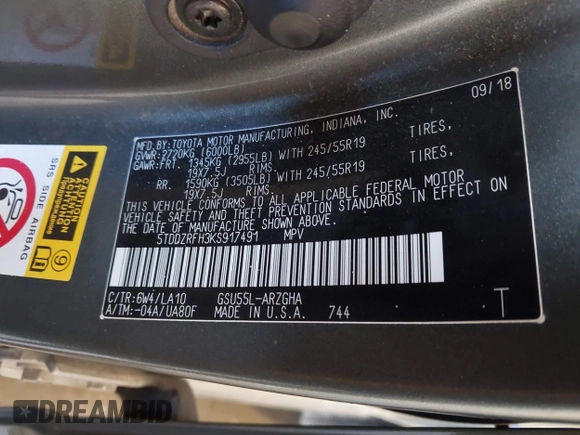 09/18
MFD.BY:TOYOTA MOTOR MANUFACTURING, INDIANA, INC.
GVWR:2720KG (6000LB)
GAWR:FRT. 1345KG (2955LB) WITH 245/55R19 TIRES,
19X7.5J RIMS
RR. 1590KG (3505LB) WITH 245/55R19 TIRES,
19X7.5J RIMS
THIS VEHICLE CONFORMS TO ALL APPLICABLE FEDERAL MOTOR
VEHICLE SAFETY AND THEFT PREVENTION STANDARDS IN EFFECT ON
THE DATE OF MANUFACTURE SHOWN ABOVE.
5TDDZRFH3KS917491 MPV
C/TR:6W4/LA10 GSU55L-ARZGHA
A/TM:-04A/UA80F MADE IN U.S.A. 744 T
SRS AIRBAG
9
DREAMBID